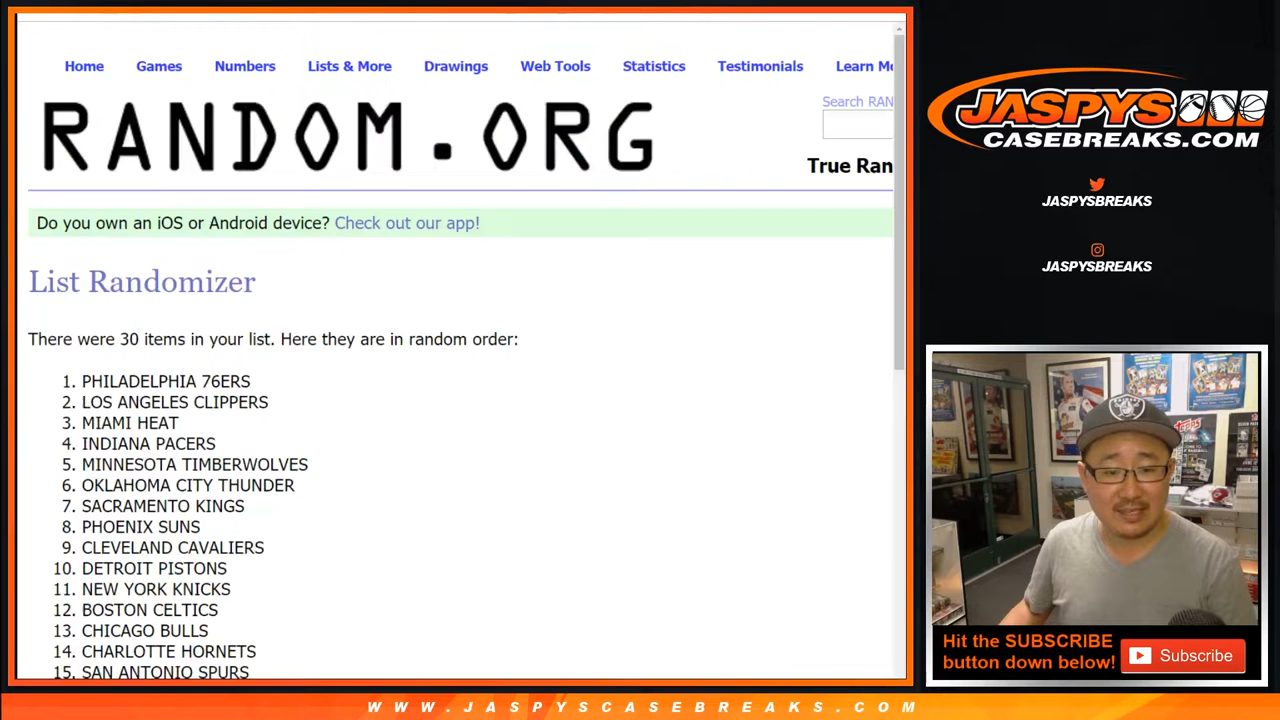 Home Games Numbers Lists & More Drawings Web Tools Statistics Testimonials Learn Mo
RANDOM.ORG
Search RAN
True Ran
Do you own an iOS or Android device? Check out our app!
List Randomizer
There were 30 items in your list. Here they are in random order:
1. PHILADELPHIA 76ERS
2. LOS ANGELES CLIPPERS
3. MIAMI HEAT
4. INDIANA PACERS
5. MINNESOTA TIMBERWOLVES
6. OKLAHOMA CITY THUNDER
7. SACRAMENTO KINGS
8. PHOENIX SUNS
9. CLEVELAND CAVALIERS
10. DETROIT PISTONS
11. NEW YORK KNICKS
12. BOSTON CELTICS
13. CHICAGO BULLS
14. CHARLOTTE HORNETS
15. SAN ANTONIO SPURS
JASPYS
CASEBREAKS.COM
JASPYSBREAKS
JASPYSBREAKS
topps
Hit the SUBSCRIBE
button down below!
Subscribe
WWW.JASPYSCASEBREAKS.COM